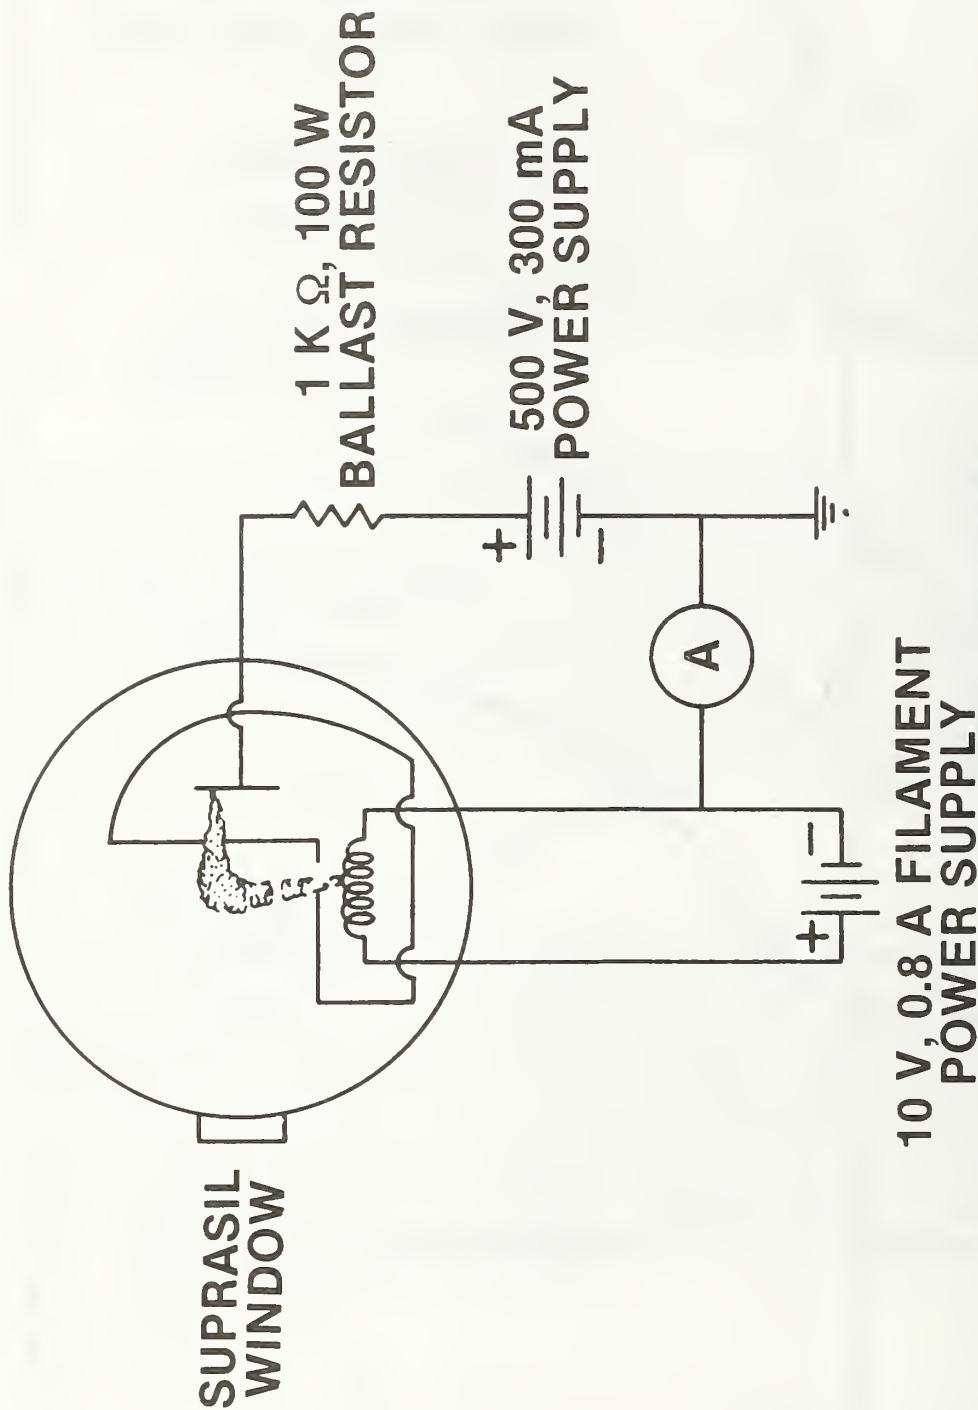 SUPRASIL
WINDOW
1 K Ω, 100 W
BALLAST RESISTOR
500 V, 300 mA
POWER SUPPLY
+
−
A
+
−
10 V, 0.8 A FILAMENT
POWER SUPPLY